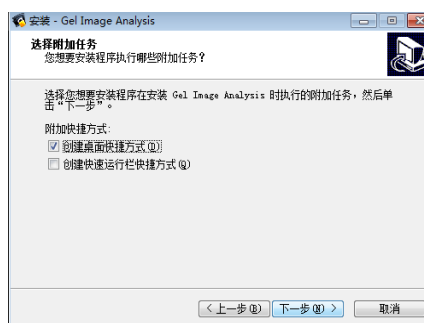 安装 - Gel Image Analysis
选择附加任务
您想要安装程序执行哪些附加任务？
选择您想要安装程序在安装 Gel Image Analysis 时执行的附加任务，然后单
击“下一步”。
附加快捷方式:
创建桌面快捷方式(D)
创建快速运行栏快捷方式(Q)
< 上一步(B) 下一步(N) > 取消